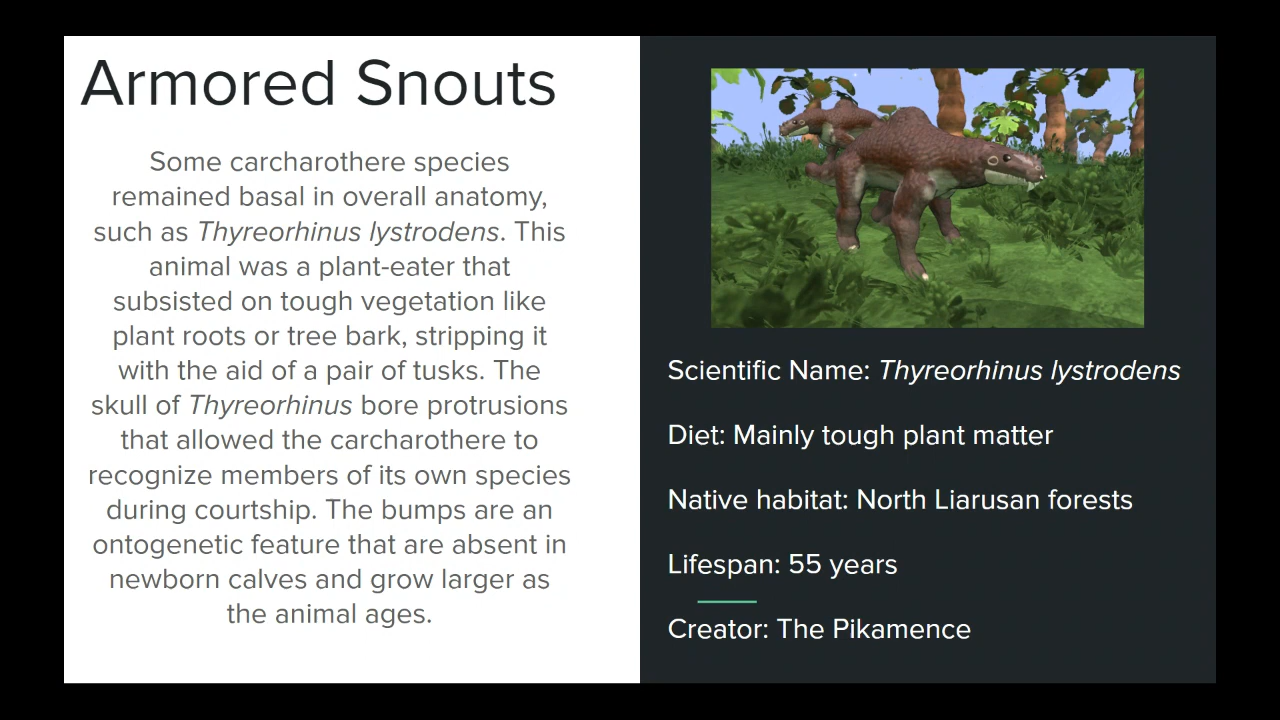 Armored Snouts
Some carcharothere species
remained basal in overall anatomy,
such as Thyreorhinus lystrodens. This
animal was a plant-eater that
subsisted on tough vegetation like
plant roots or tree bark, stripping it
with the aid of a pair of tusks. The
skull of Thyreorhinus bore protrusions
that allowed the carcharothere to
recognize members of its own species
during courtship. The bumps are an
ontogenetic feature that are absent in
newborn calves and grow larger as
the animal ages.
Scientific Name: Thyreorhinus lystrodens
Diet: Mainly tough plant matter
Native habitat: North Liarusan forests
Lifespan: 55 years
Creator: The Pikamence